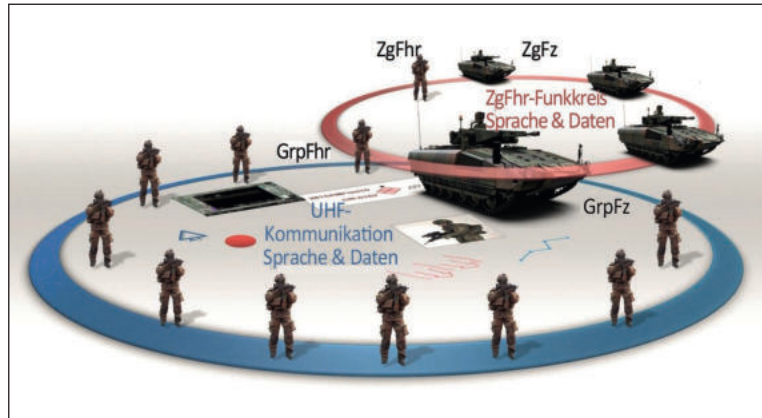 ZgFhr
ZgFz
ZgFhr-Funkkreis
Sprache & Daten
GrpFhr
UHF-
Kommunikation
Sprache & Daten
GrpFz